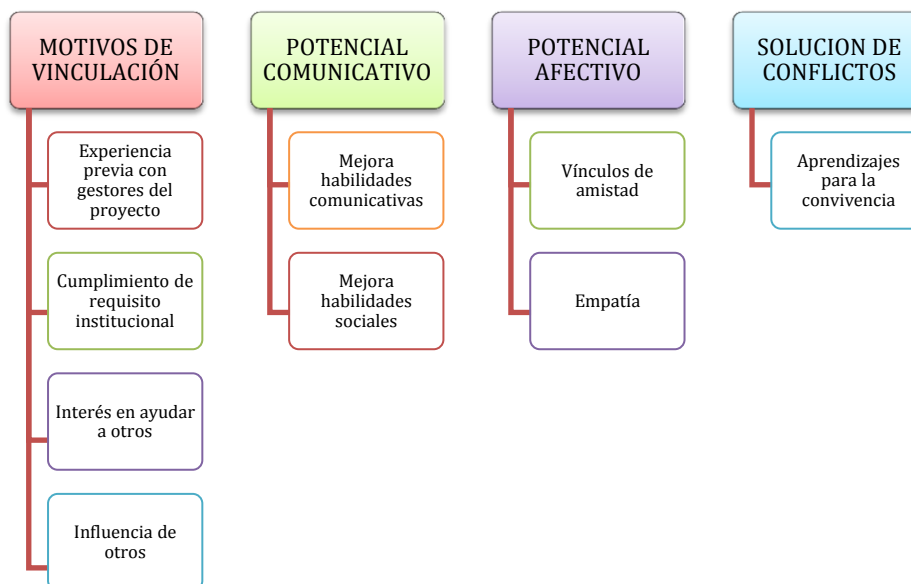 MOTIVOS DE
VINCULACIÓN
Experiencia
previa con
gestores del
proyecto
Cumplimiento de
requisito
institucional
Interés en ayudar
a otros
Influencia de
otros
POTENCIAL
COMUNICATIVO
Mejora
habilidades
comunicativas
Mejora
habilidades
sociales
POTENCIAL
AFECTIVO
Vínculos de
amistad
Empatía
SOLUCION DE
CONFLICTOS
Aprendizajes
para la
convivencia